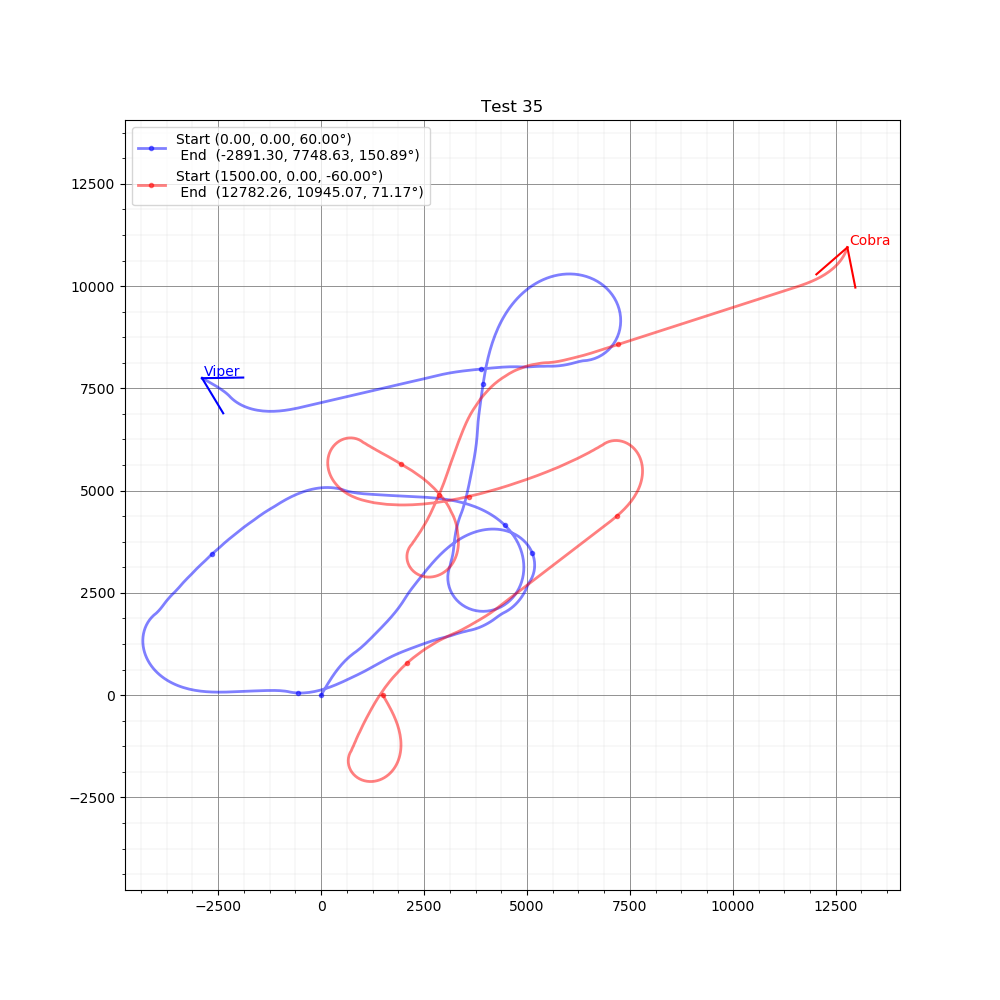 Test 35
Start (0.00, 0.00, 60.00°)
End (-2891.30, 7748.63, 150.89°)
Start (1500.00, 0.00, -60.00°)
End (12782.26, 10945.07, 71.17°)
Cobra
Viper
12500
10000
7500
5000
2500
0
−2500
−2500
0
2500
5000
7500
10000
12500